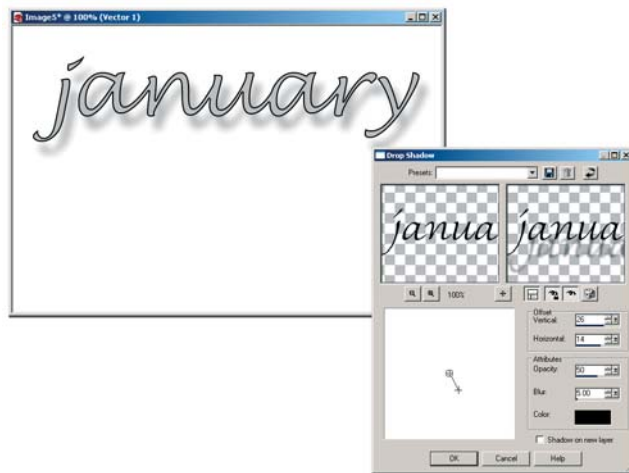 Image5* @ 100% (Vector 1)
january
Drop Shadow
Presets:
janua janua
100%
Offset
Vertical: 26
Horizontal: 14
Attributes
Opacity: 50
Blur: 5.00
Color:
Shadow on new layer
OK Cancel Help